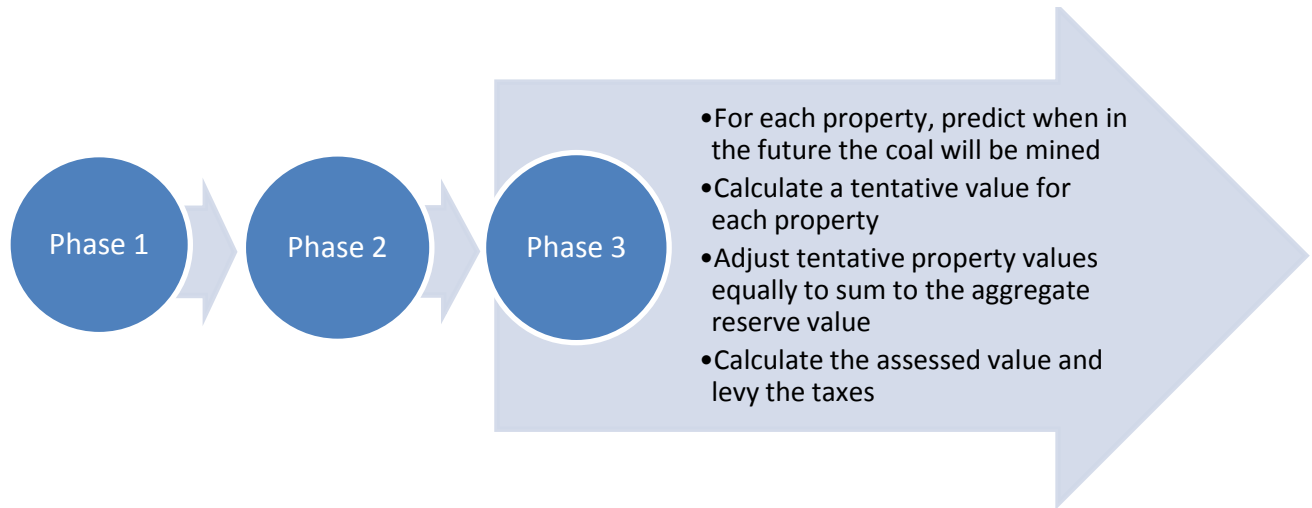 Phase 1
Phase 2
Phase 3
•For each property, predict when in
the future the coal will be mined
•Calculate a tentative value for
each property
•Adjust tentative property values
equally to sum to the aggregate
reserve value
•Calculate the assessed value and
levy the taxes